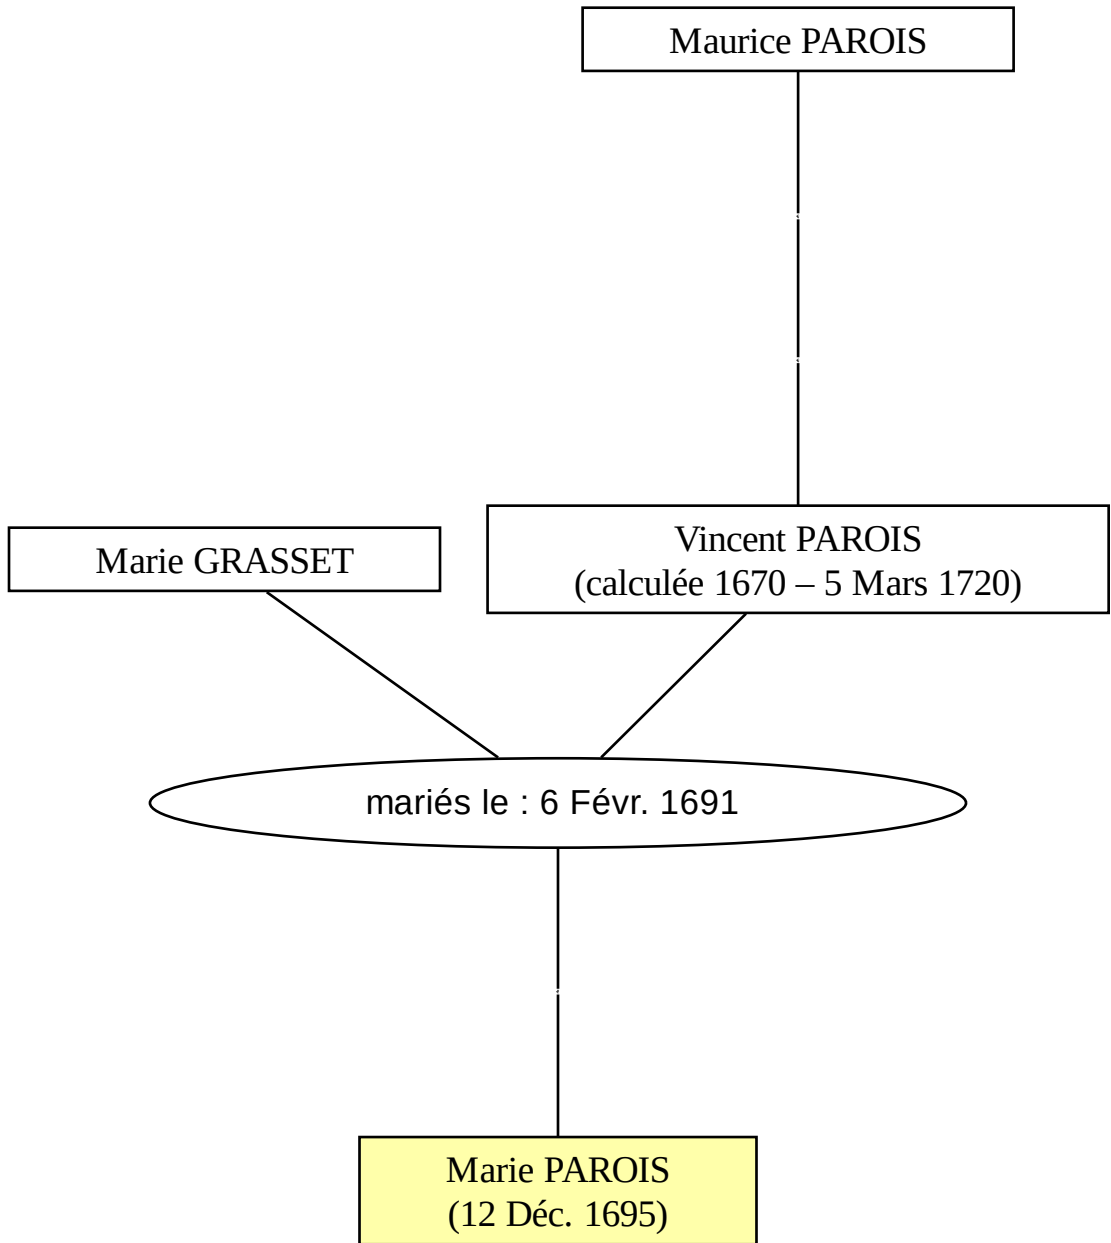 Maurice PAROIS
Marie GRASSET
Vincent PAROIS
(calculée 1670 – 5 Mars 1720)
mariés le : 6 Févr. 1691
Marie PAROIS
(12 Déc. 1695)